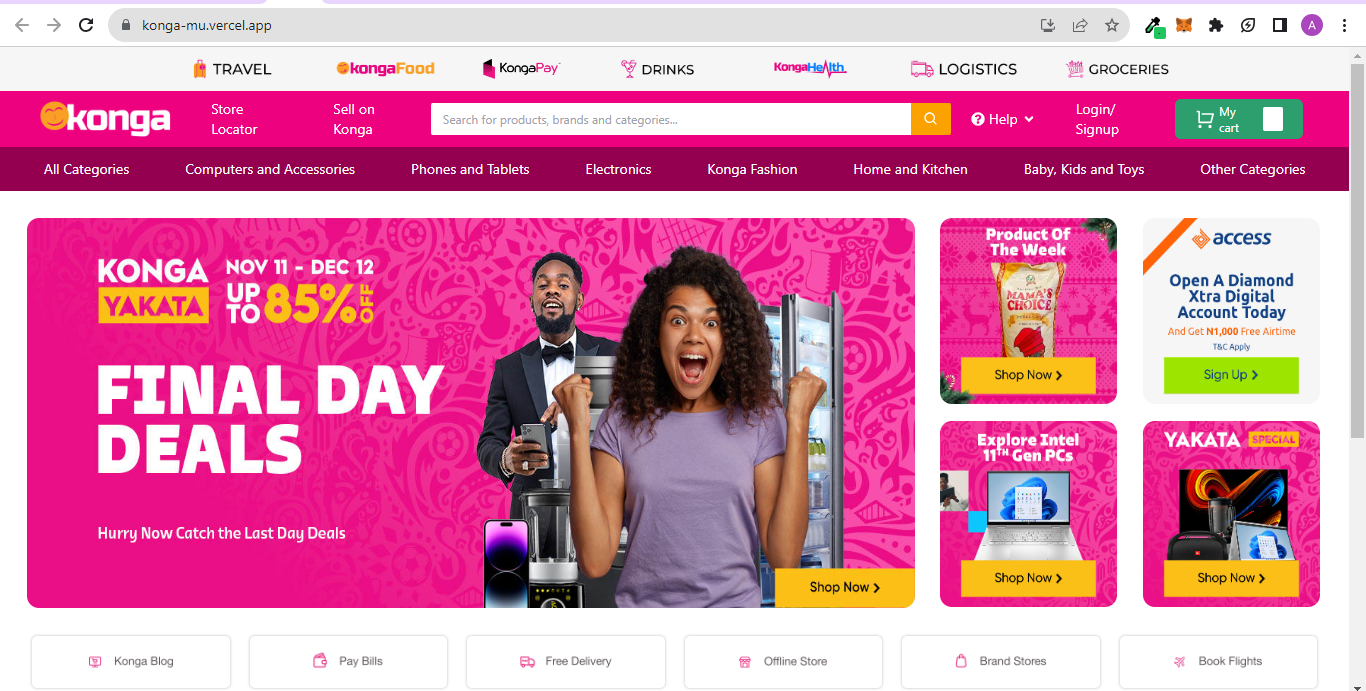 konga-mu.vercel.app
A
TRAVEL
kongaFood
KongaPay
DRINKS
KongaHealth
LOGISTICS
GROCERIES
konga
Store
Locator
Sell on
Konga
Search for products, brands and categories...
Help
Login/
Signup
My
cart
All Categories
Computers and Accessories
Phones and Tablets
Electronics
Konga Fashion
Home and Kitchen
Baby, Kids and Toys
Other Categories
KONGA
YAKATA
NOV 11 - DEC 12
UP
TO 85% OFF
FINAL DAY
DEALS
Hurry Now Catch the Last Day Deals
Shop Now
Product Of
The Week
MAMA'S
CHOICE
Shop Now
access
Open A Diamond
Xtra Digital
Account Today
And Get N1,000 Free Airtime
T&C Apply
Sign Up
Explore Intel
11TH Gen PCs
Shop Now
YAKATA SPECIAL
Shop Now
Konga Blog
Pay Bills
Free Delivery
Offline Store
Brand Stores
Book Flights